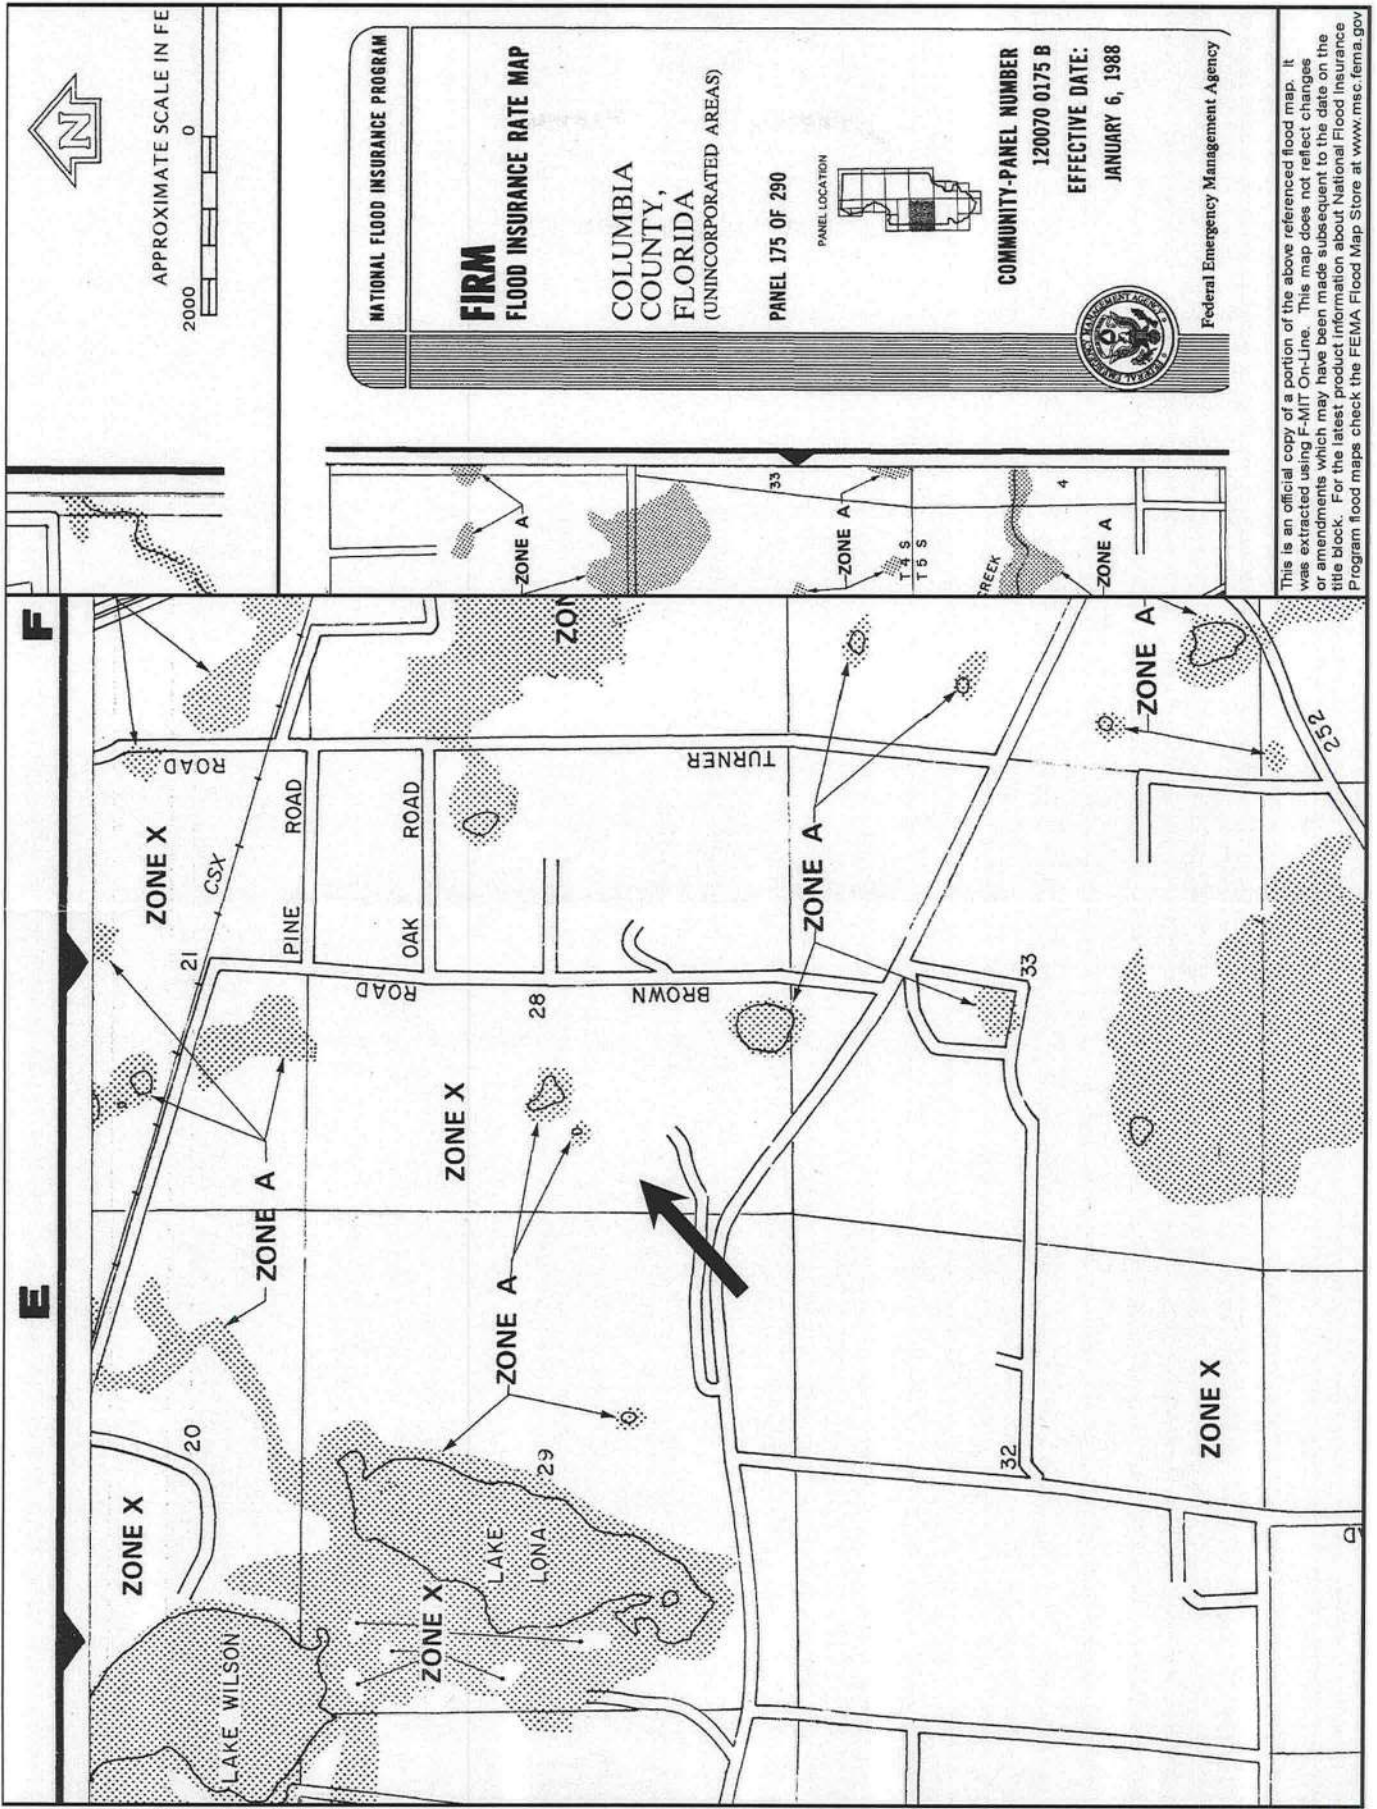 APPROXIMATE SCALE IN FE
2000 0
N
NATIONAL FLOOD INSURANCE PROGRAM
FIRM
FLOOD INSURANCE RATE MAP
COLUMBIA
COUNTY,
FLORIDA
(UNINCORPORATED AREAS)
PANEL 175 OF 290
PANEL LOCATION
COMMUNITY-PANEL NUMBER
120070 0175 B
EFFECTIVE DATE:
JANUARY 6, 1988
FEDERAL EMERGENCY MANAGEMENT AGENCY
Federal Emergency Management Agency
This is an official copy of a portion of the above referenced flood map. It
was extracted using F-MIT On-Line. This map does not reflect changes
or amendments which may have been made subsequent to the date on the
title block. For the latest product information about National Flood Insurance
Program flood maps check the FEMA Flood Map Store at www.msc.fema.gov
ZONE A
33
ZONE A
T 4 S
T 5 S
CREEK
4
ZONE A
E
F
ZONE X
20
ZONE A
21
ZONE X
CSX
ROAD
LAKE WILSON
PINE ROAD
OAK ROAD
ROAD
ZONE X
LAKE
LONA
29
ZONE A
ZONE X
28
BROWN
TURNER
ZON
ZONE A
32
33
ZONE A
ZONE X
252